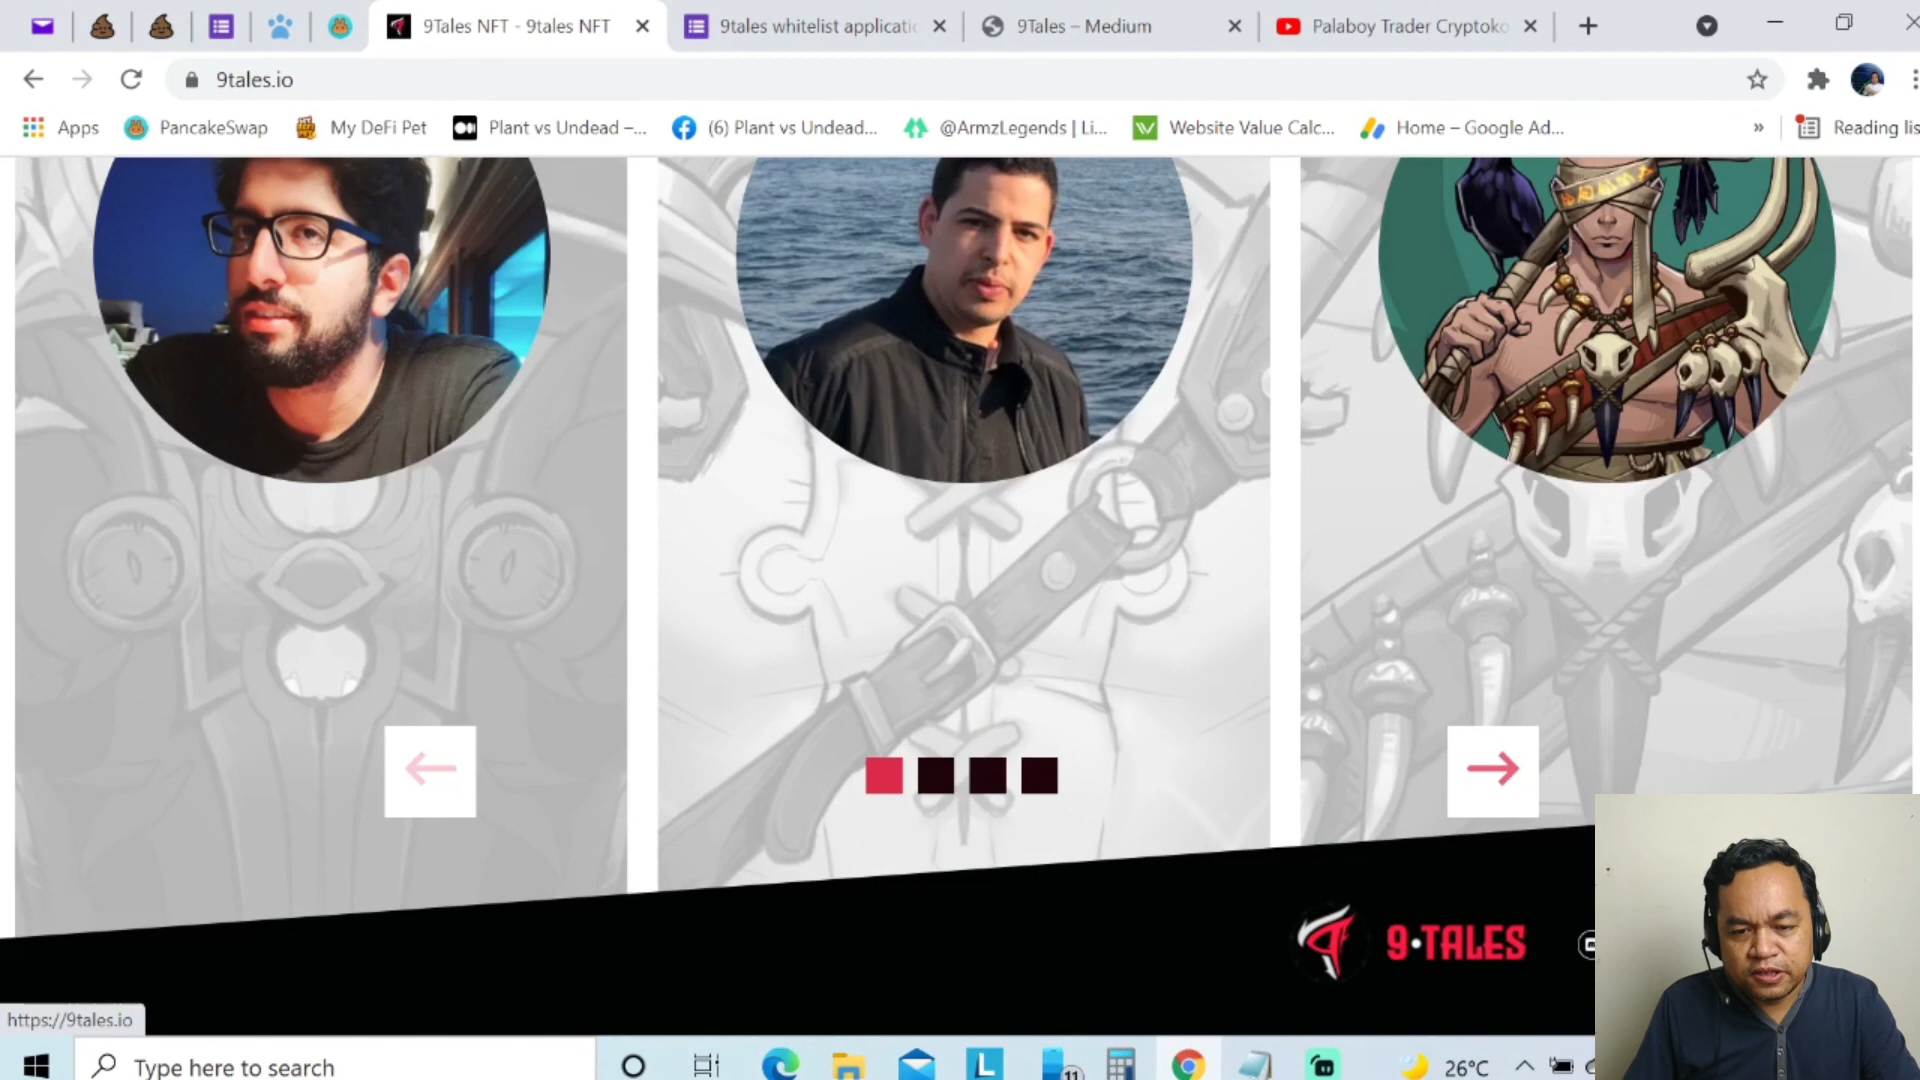 9Tales NFT - 9tales NFT
9tales whitelist applicatic
9Tales – Medium
Palaboy Trader Cryptoko
9tales.io
Apps
PancakeSwap
My DeFi Pet
Plant vs Undead –...
(6) Plant vs Undead...
@ArmzLegends | Li...
Website Value Calc...
Home – Google Ad...
»
Reading lis
9•TALES
https://9tales.io
Type here to search
L
11
26°C